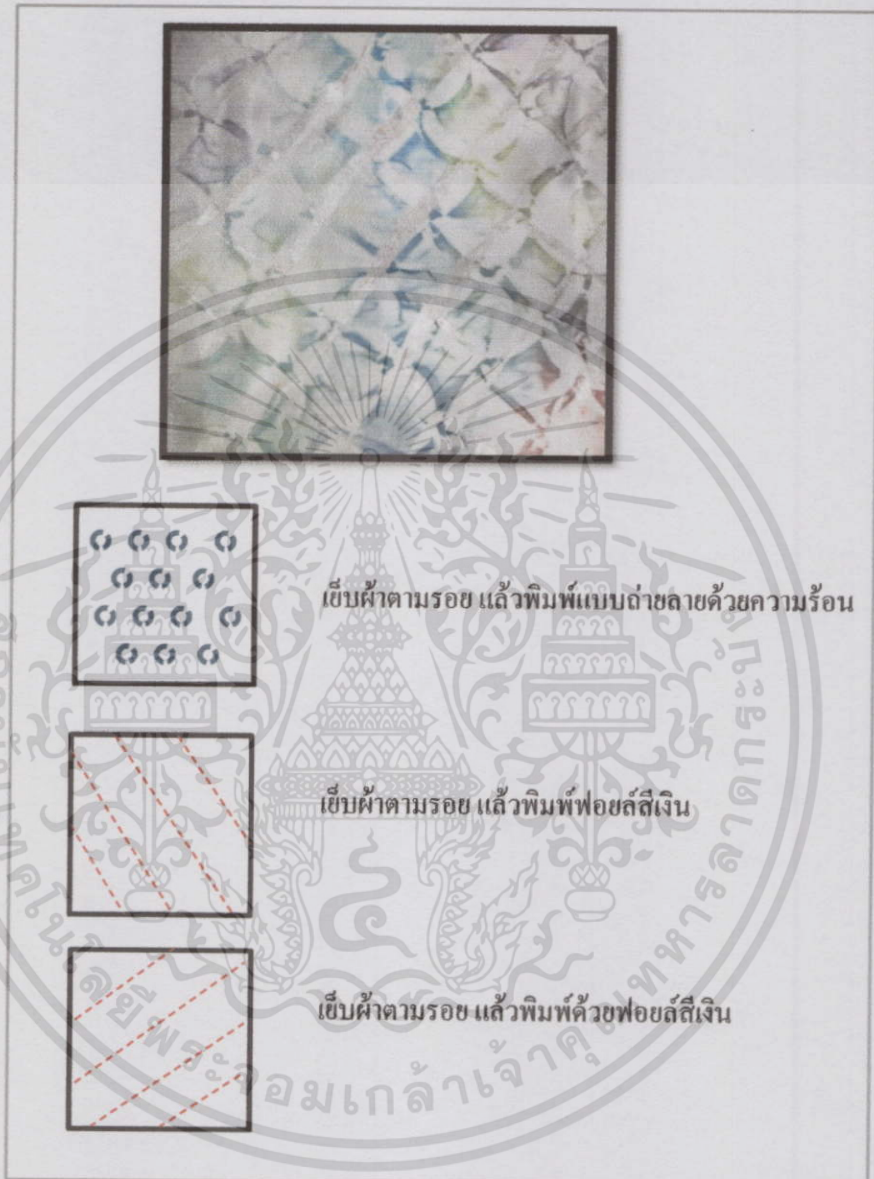 เย็บผ้าตามรอย แล้วพิมพ์แบบถ่ายลายด้วยความร้อน
เย็บผ้าตามรอย แล้วพิมพ์ฟอยล์สีเงิน
เย็บผ้าตามรอย แล้วพิมพ์ด้วยฟอยล์สีเงิน